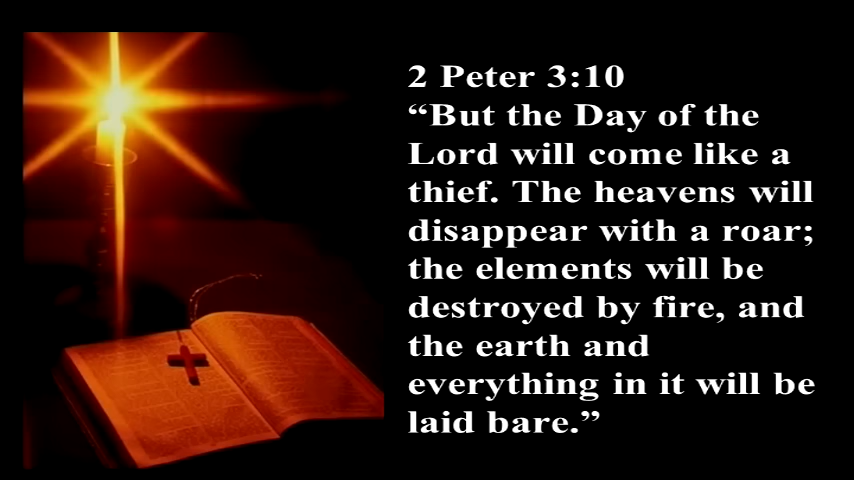 2 Peter 3:10
“But the Day of the
Lord will come like a
thief. The heavens will
disappear with a roar;
the elements will be
destroyed by fire, and
the earth and
everything in it will be
laid bare.”